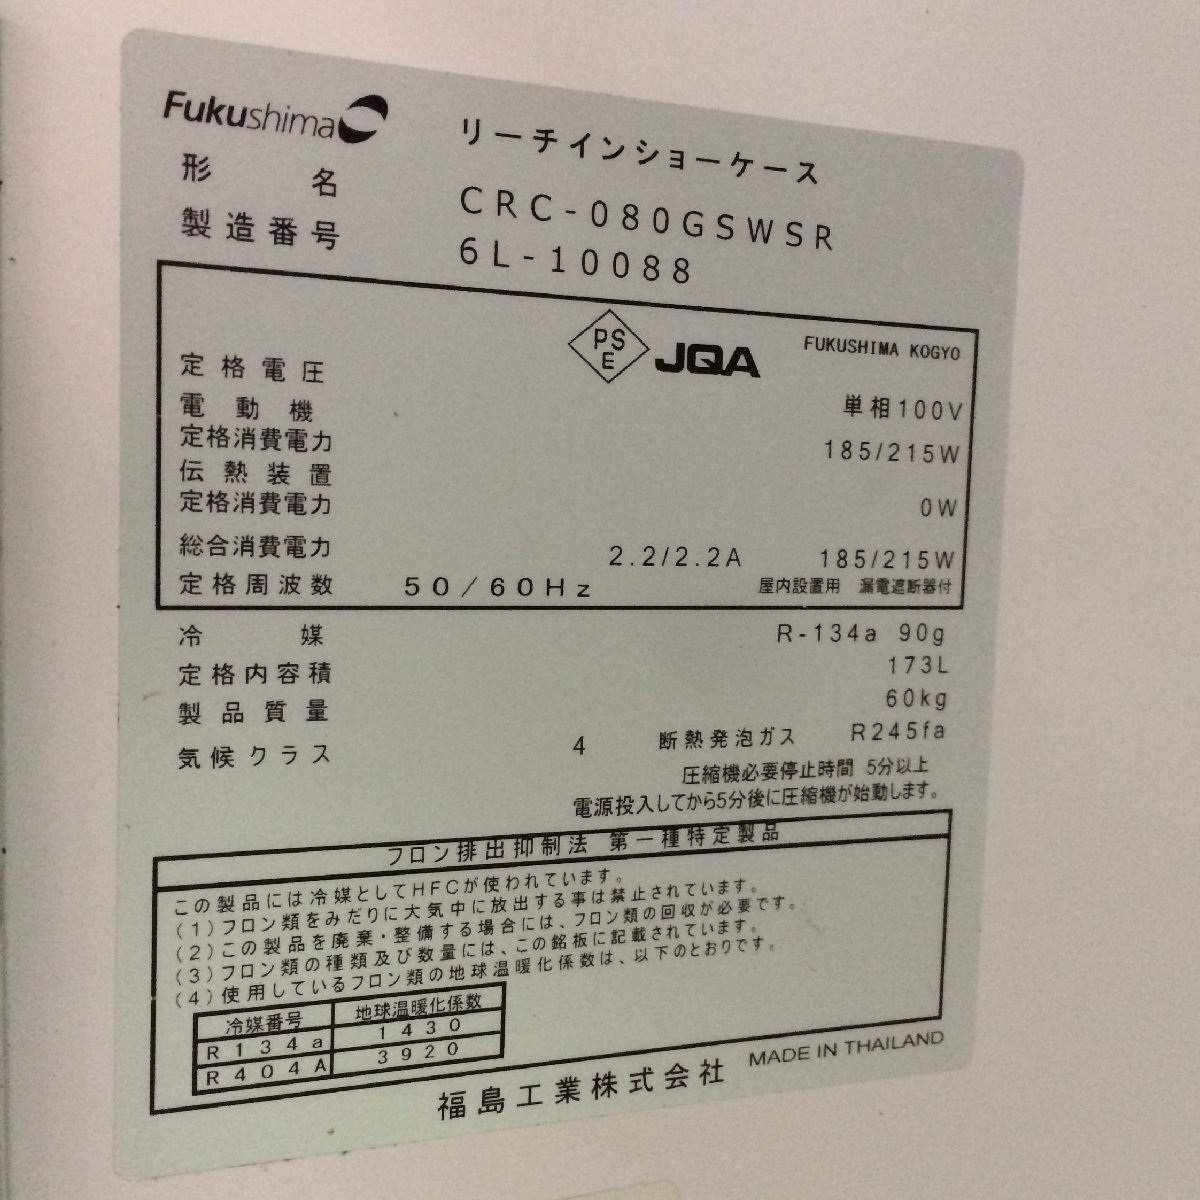 Fukushima
リーチインショーケース
形名 CRC-080GSWSR
製造番号 6L-10088
PSE JQA FUKUSHIMA KOGYO
定格電圧 単相100V
電動機
定格消費電力 185/215W
伝熱装置
定格消費電力 0W
総合消費電力 2.2/2.2A 185/215W
定格周波数 50/60Hz 屋内設置用 漏電遮断器付
冷媒 R-134a 90g
定格内容積 173L
製品質量 60kg
気候クラス 4 断熱発泡ガス R245fa
圧縮機必要停止時間 5分以上
電源投入してから5分後に圧縮機が始動します。
フロン排出抑制法 第一種特定製品
この製品には冷媒としてHFCが使われています。
(1)フロン類をみだりに大気中に放出する事は禁止されています。
(2)この製品を廃棄・整備する場合には、フロン類の回収が必要です。
(3)フロン類の種類及び数量には、この銘板に記載されています。
(4)使用しているフロン類の地球温暖化係数は、以下のとおりです。
冷媒番号 地球温暖化係数
R134a 1430
R404A 3920
福島工業株式会社 MADE IN THAILAND